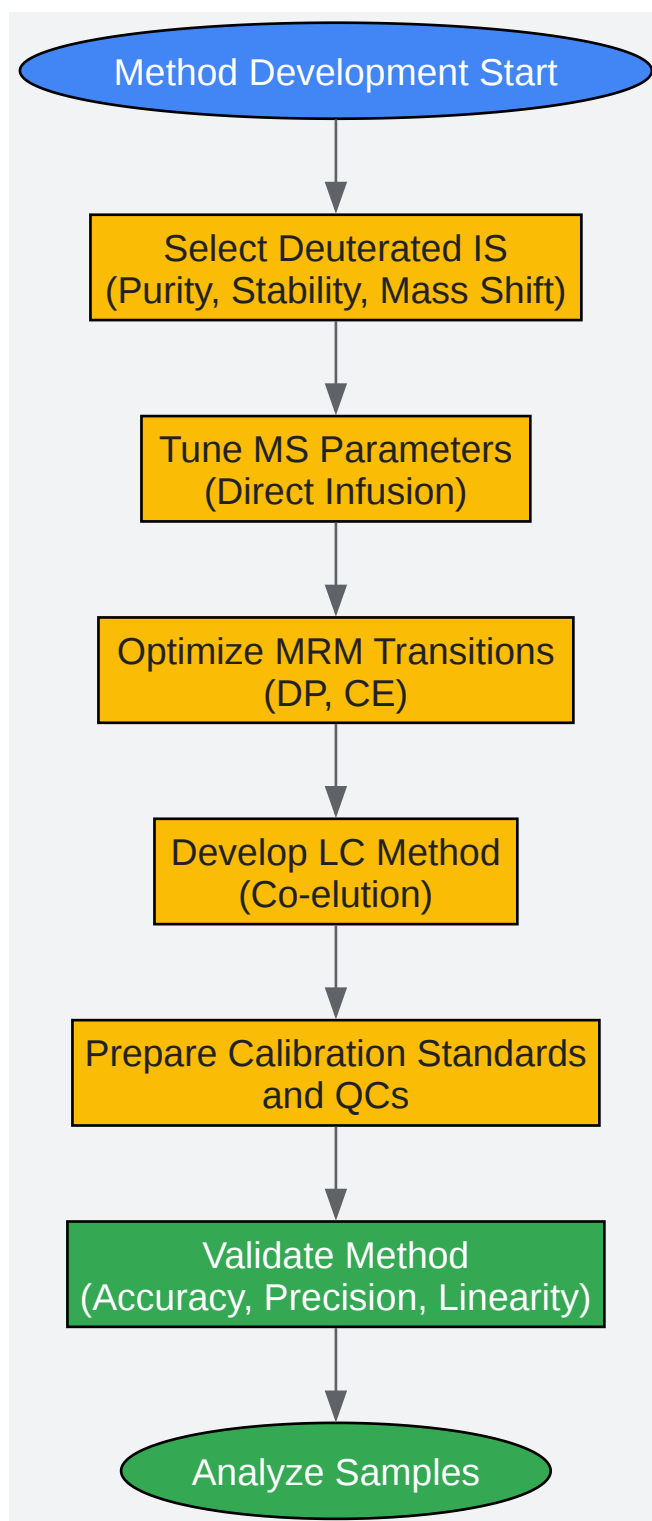 Method Development Start
Select Deuterated IS
(Purity, Stability, Mass Shift)
Tune MS Parameters
(Direct Infusion)
Optimize MRM Transitions
(DP, CE)
Develop LC Method
(Co-elution)
Prepare Calibration Standards
and QCs
Validate Method
(Accuracy, Precision, Linearity)
Analyze Samples